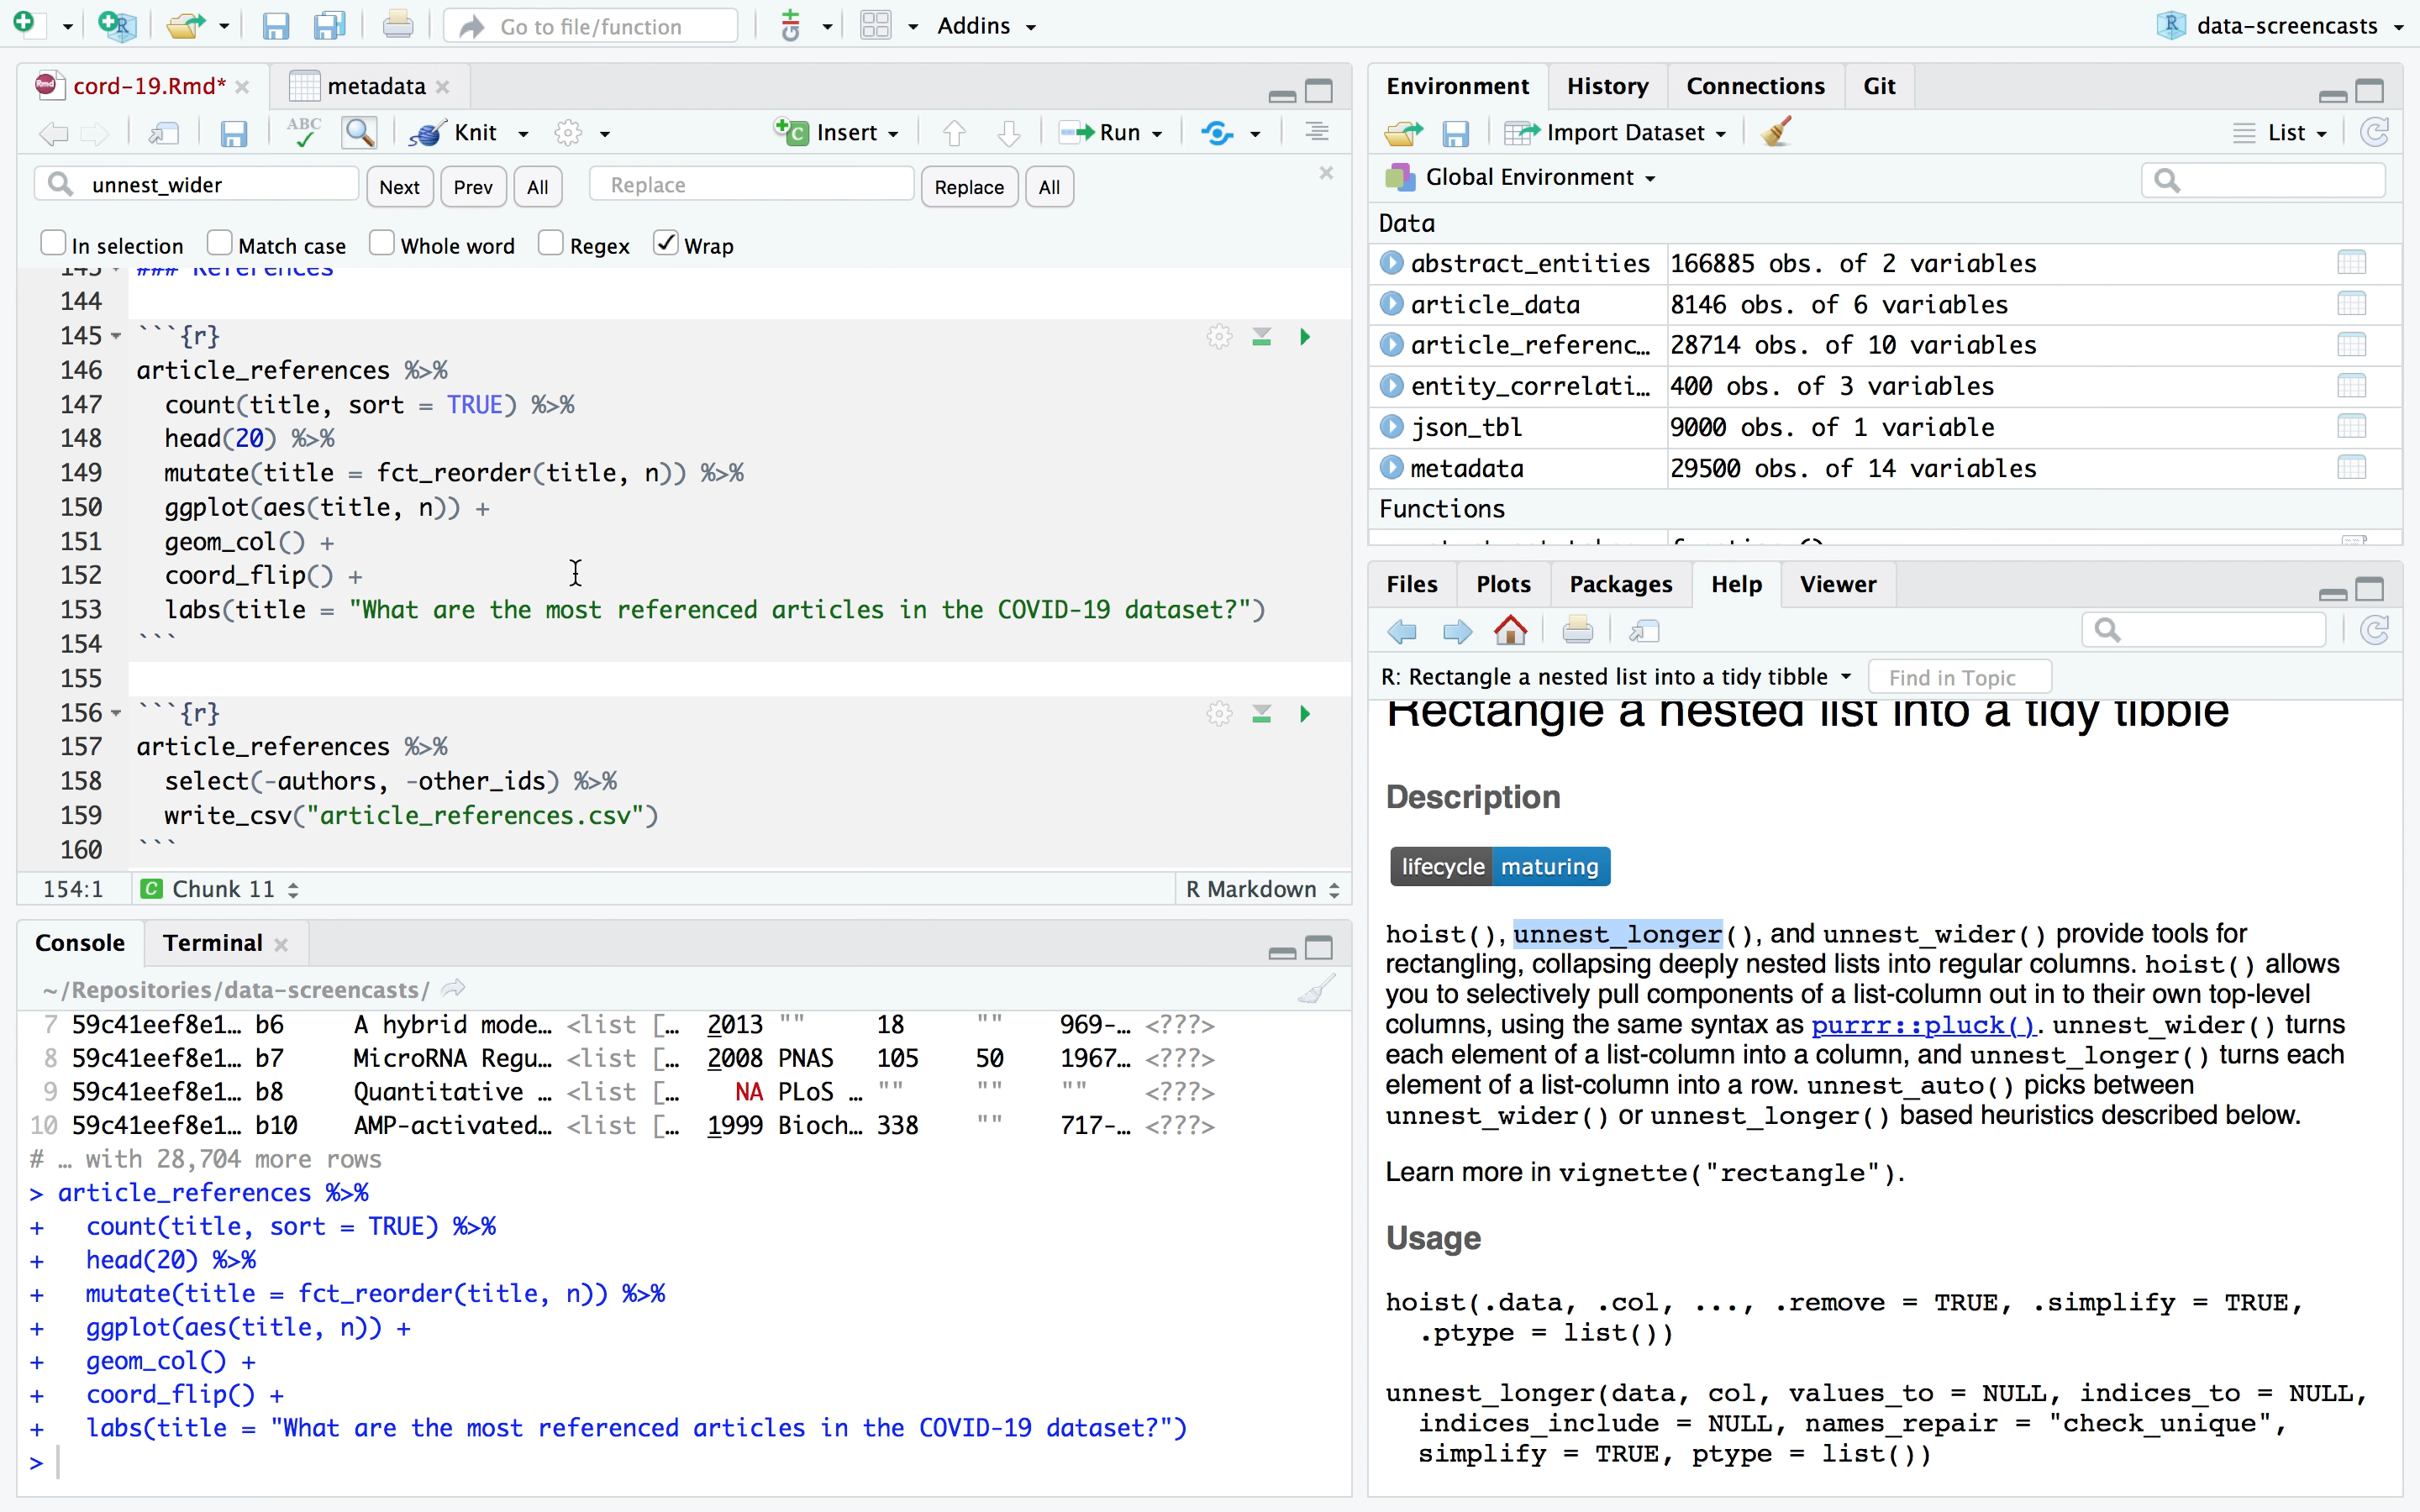 Go to file/function
Addins
data-screencasts
cord-19.Rmd*
metadata
ABC
Knit
Insert
Run
unnest_wider
Next
Prev
All
Replace
Replace
All
In selection
Match case
Whole word
Regex
Wrap
143 ### References
144
145 ```{r}
146 article_references %>%
147 count(title, sort = TRUE) %>%
148 head(20) %>%
149 mutate(title = fct_reorder(title, n)) %>%
150 ggplot(aes(title, n)) +
151 geom_col() +
152 coord_flip() +
153 labs(title = "What are the most referenced articles in the COVID-19 dataset?")
154 ```
155
156 ```{r}
157 article_references %>%
158 select(-authors, -other_ids) %>%
159 write_csv("article_references.csv")
160 ```
154:1
Chunk 11
R Markdown
Console
Terminal
~/Repositories/data-screencasts/
7 59c41eef8e1… b6 A hybrid mode… <list [… 2013 "" 18 "" 969-… <???>
8 59c41eef8e1… b7 MicroRNA Regu… <list [… 2008 PNAS 105 50 1967… <???>
9 59c41eef8e1… b8 Quantitative … <list [… NA PLoS … "" "" "" <???>
10 59c41eef8e1… b10 AMP-activated… <list [… 1999 Bioch… 338 "" 717-… <???>
# … with 28,704 more rows
> article_references %>%
+ count(title, sort = TRUE) %>%
+ head(20) %>%
+ mutate(title = fct_reorder(title, n)) %>%
+ ggplot(aes(title, n)) +
+ geom_col() +
+ coord_flip() +
+ labs(title = "What are the most referenced articles in the COVID-19 dataset?")
>
Environment
History
Connections
Git
Import Dataset
List
Global Environment
Data
abstract_entities 166885 obs. of 2 variables
article_data 8146 obs. of 6 variables
article_referenc… 28714 obs. of 10 variables
entity_correlati… 400 obs. of 3 variables
json_tbl 9000 obs. of 1 variable
metadata 29500 obs. of 14 variables
Functions
Files
Plots
Packages
Help
Viewer
R: Rectangle a nested list into a tidy tibble
Find in Topic
Rectangle a nested list into a tidy tibble
Description
lifecycle maturing
hoist(), unnest_longer(), and unnest_wider() provide tools for
rectangling, collapsing deeply nested lists into regular columns. hoist() allows
you to selectively pull components of a list-column out in to their own top-level
columns, using the same syntax as purrr::pluck(). unnest_wider() turns
each element of a list-column into a column, and unnest_longer() turns each
element of a list-column into a row. unnest_auto() picks between
unnest_wider() or unnest_longer() based heuristics described below.
Learn more in vignette("rectangle").
Usage
hoist(.data, .col, ..., .remove = TRUE, .simplify = TRUE,
.ptype = list())
unnest_longer(data, col, values_to = NULL, indices_to = NULL,
indices_include = NULL, names_repair = "check_unique",
simplify = TRUE, ptype = list())